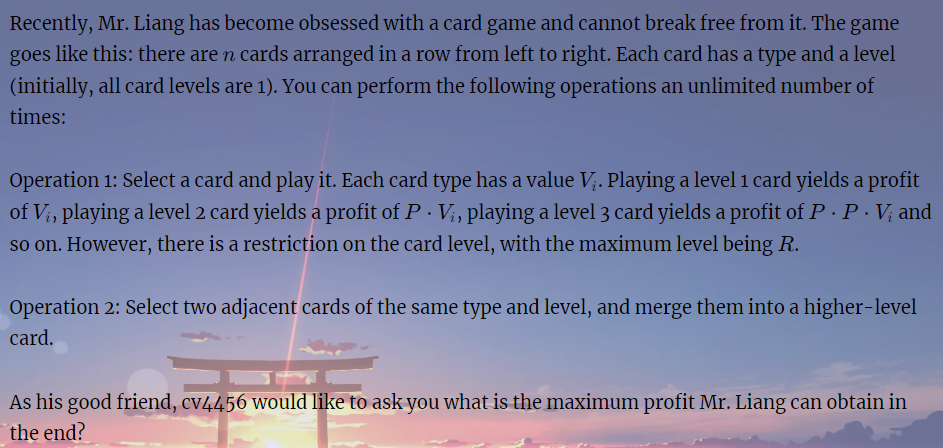 Recently, Mr. Liang has become obsessed with a card game and cannot break free from it. The game
goes like this: there are n cards arranged in a row from left to right. Each card has a type and a level
(initially, all card levels are 1). You can perform the following operations an unlimited number of
times:
Operation 1: Select a card and play it. Each card type has a value V_i. Playing a level 1 card yields a profit
of V_i, playing a level 2 card yields a profit of P · V_i, playing a level 3 card yields a profit of P · P · V_i and
so on. However, there is a restriction on the card level, with the maximum level being R.
Operation 2: Select two adjacent cards of the same type and level, and merge them into a higher-level
card.
As his good friend, cv4456 would like to ask you what is the maximum profit Mr. Liang can obtain in
the end?